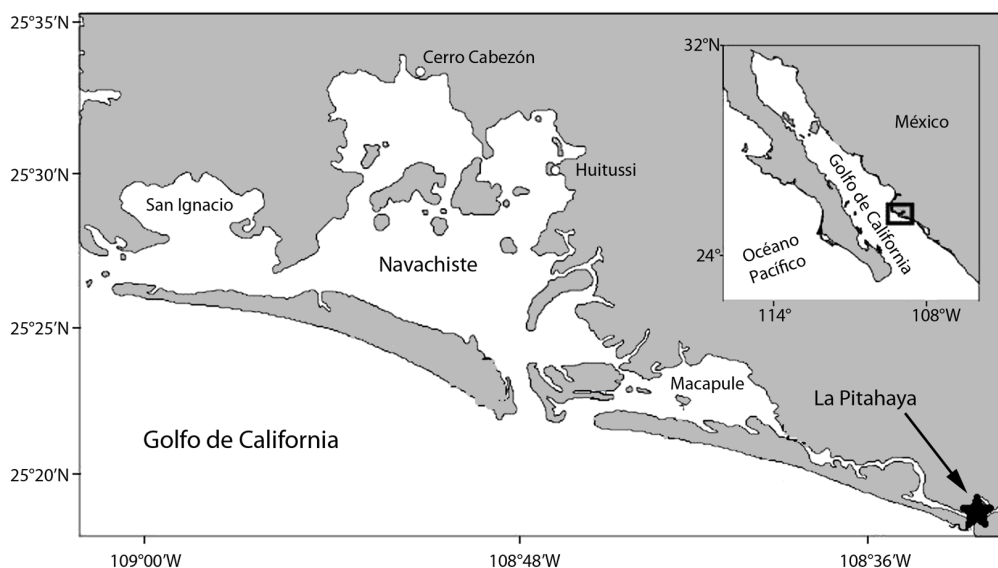 25°35′N
25°30′N
25°25′N
25°20′N
109°00′W
108°48′W
108°36′W
Cerro Cabezón
Huitussi
San Ignacio
Navachiste
Macapule
La Pitahaya
Golfo de California
32°N
24°
114°
108°W
México
Golfo de California
Océano
Pacífico